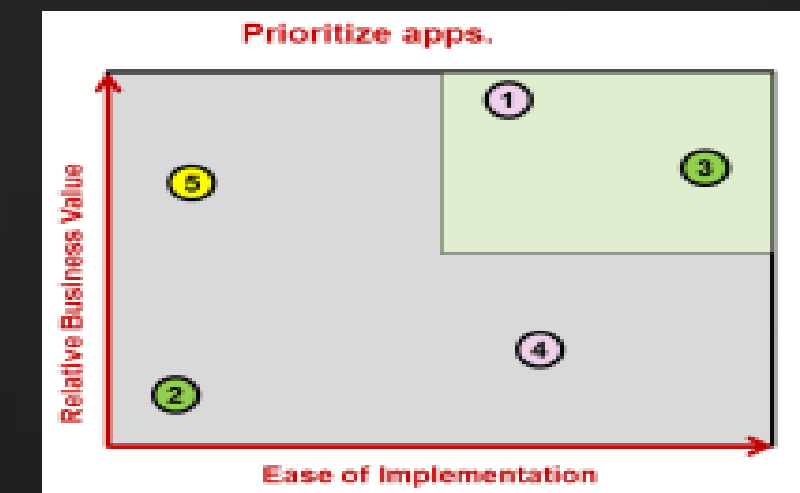 Prioritize apps.
1
3
5
4
2
Relative Business Value
Ease of Implementation